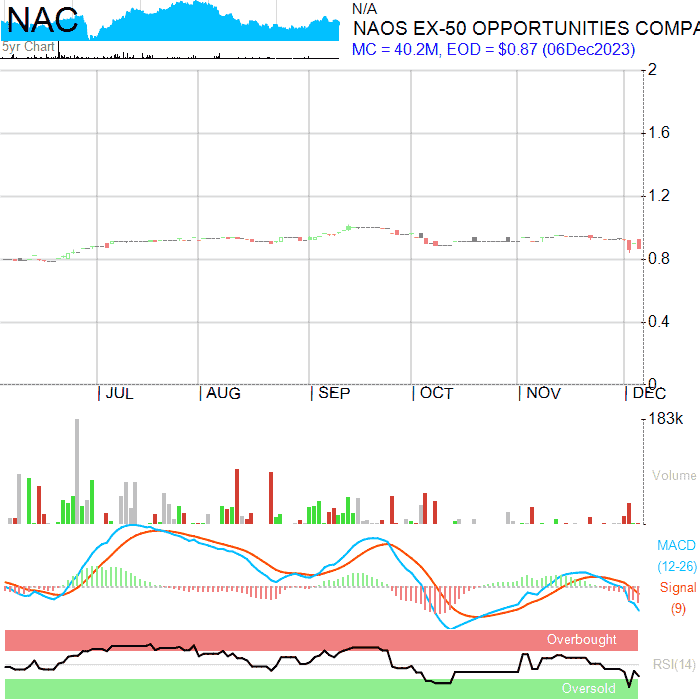 NAC
5yr Chart
N/A
NAOS EX-50 OPPORTUNITIES COMPA
MC = 40.2M, EOD = $0.87 (06Dec2023)
2
1.6
1.2
0.8
0.4
0
JUL AUG SEP OCT NOV DEC
183k
Volume
MACD
(12-26)
Signal
(9)
Overbought
RSI(14)
Oversold